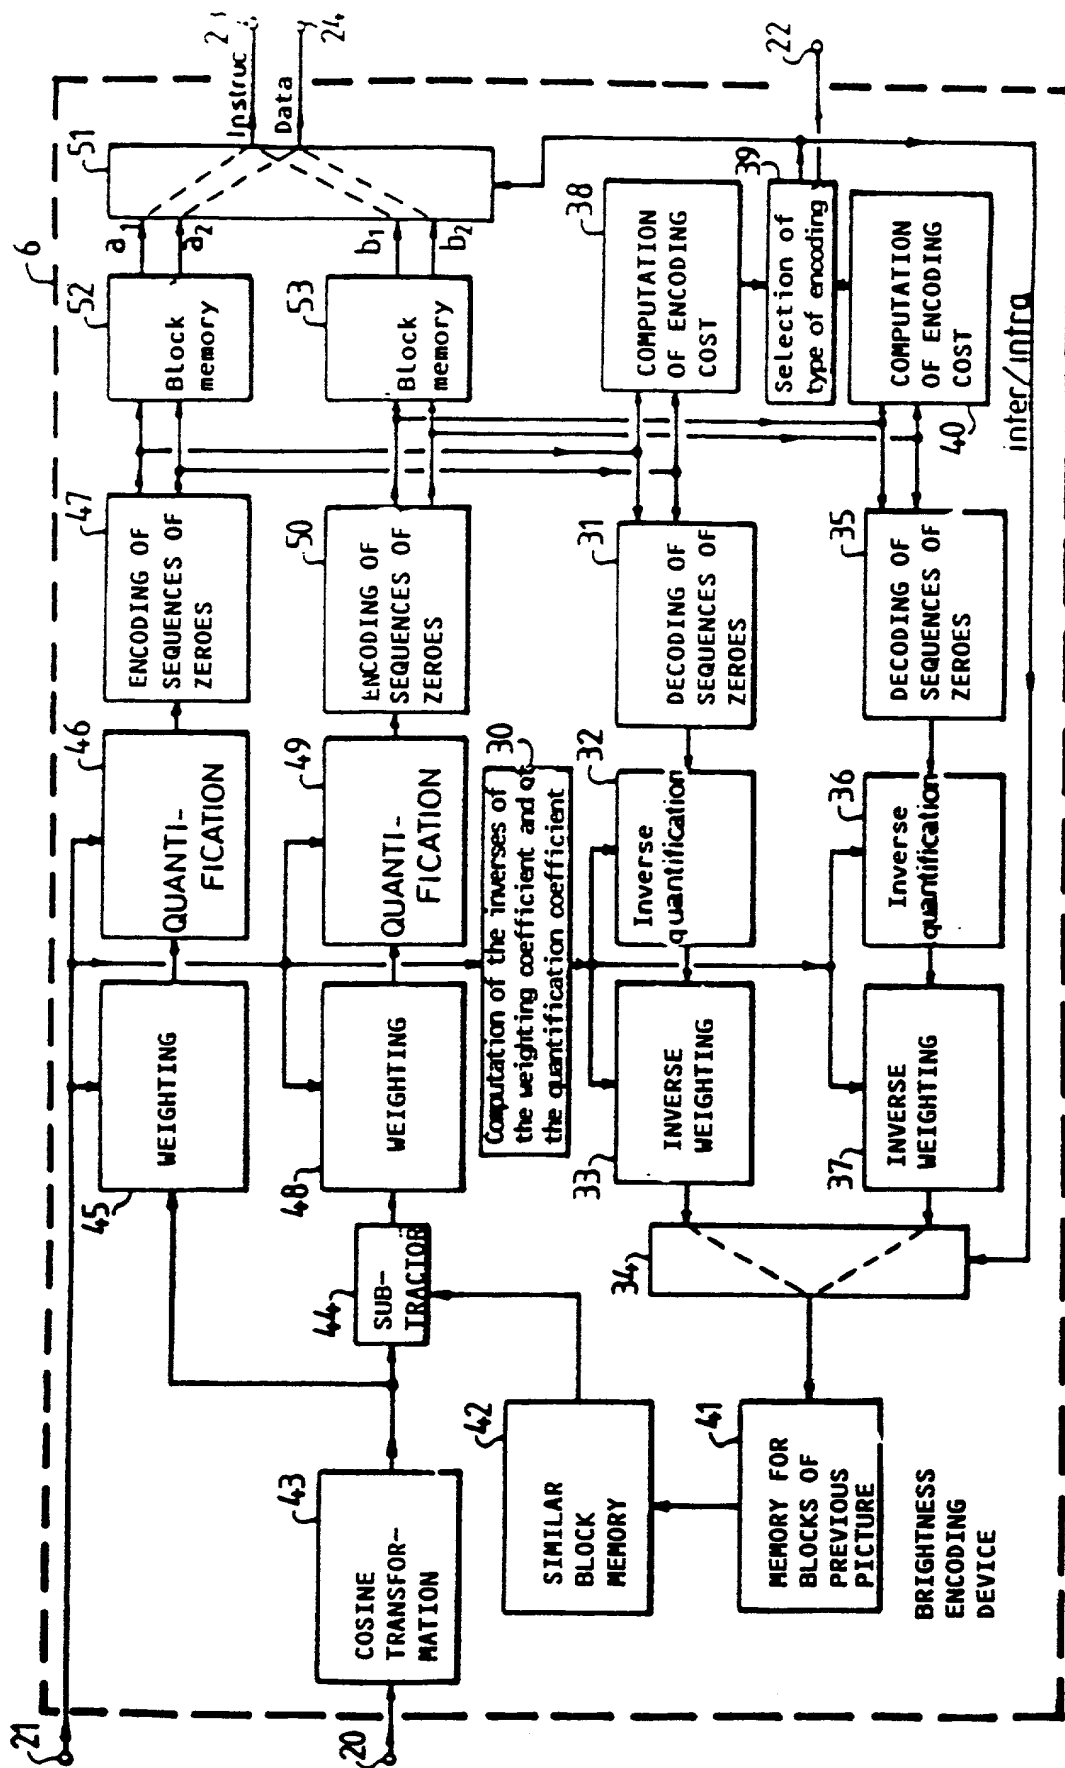 6
21
20
45
WEIGHTING
46
QUANTI-
FICATION
47
ENCODING OF
SEQUENCES OF
ZEROES
52
Block
memory
a1
a2
51
Instruc
2
Data
24
43
COSINE
TRANSFOR-
MATION
44
SUB-
TRACTOR
48
WEIGHTING
49
QUANTI-
FICATION
50
ENCODING OF
SEQUENCES OF
ZEROES
53
Block
memory
b1
b2
30
Computation of the inverses of
the weighting coefficient and of
the quantification coefficient
42
SIMILAR
BLOCK
MEMORY
33
INVERSE
WEIGHTING
32
Inverse
quantification
31
DECODING OF
SEQUENCES OF
ZEROES
38
COMPUTATION
OF ENCODING
COST
39
Selection of
type of encoding
22
34
41
MEMORY FOR
BLOCKS OF
PREVIOUS
PICTURE
37
INVERSE
WEIGHTING
36
Inverse
quantification
35
DECODING OF
SEQUENCES OF
ZEROES
40
COMPUTATION
OF ENCODING
COST
inter/intra
BRIGHTNESS
ENCODING
DEVICE